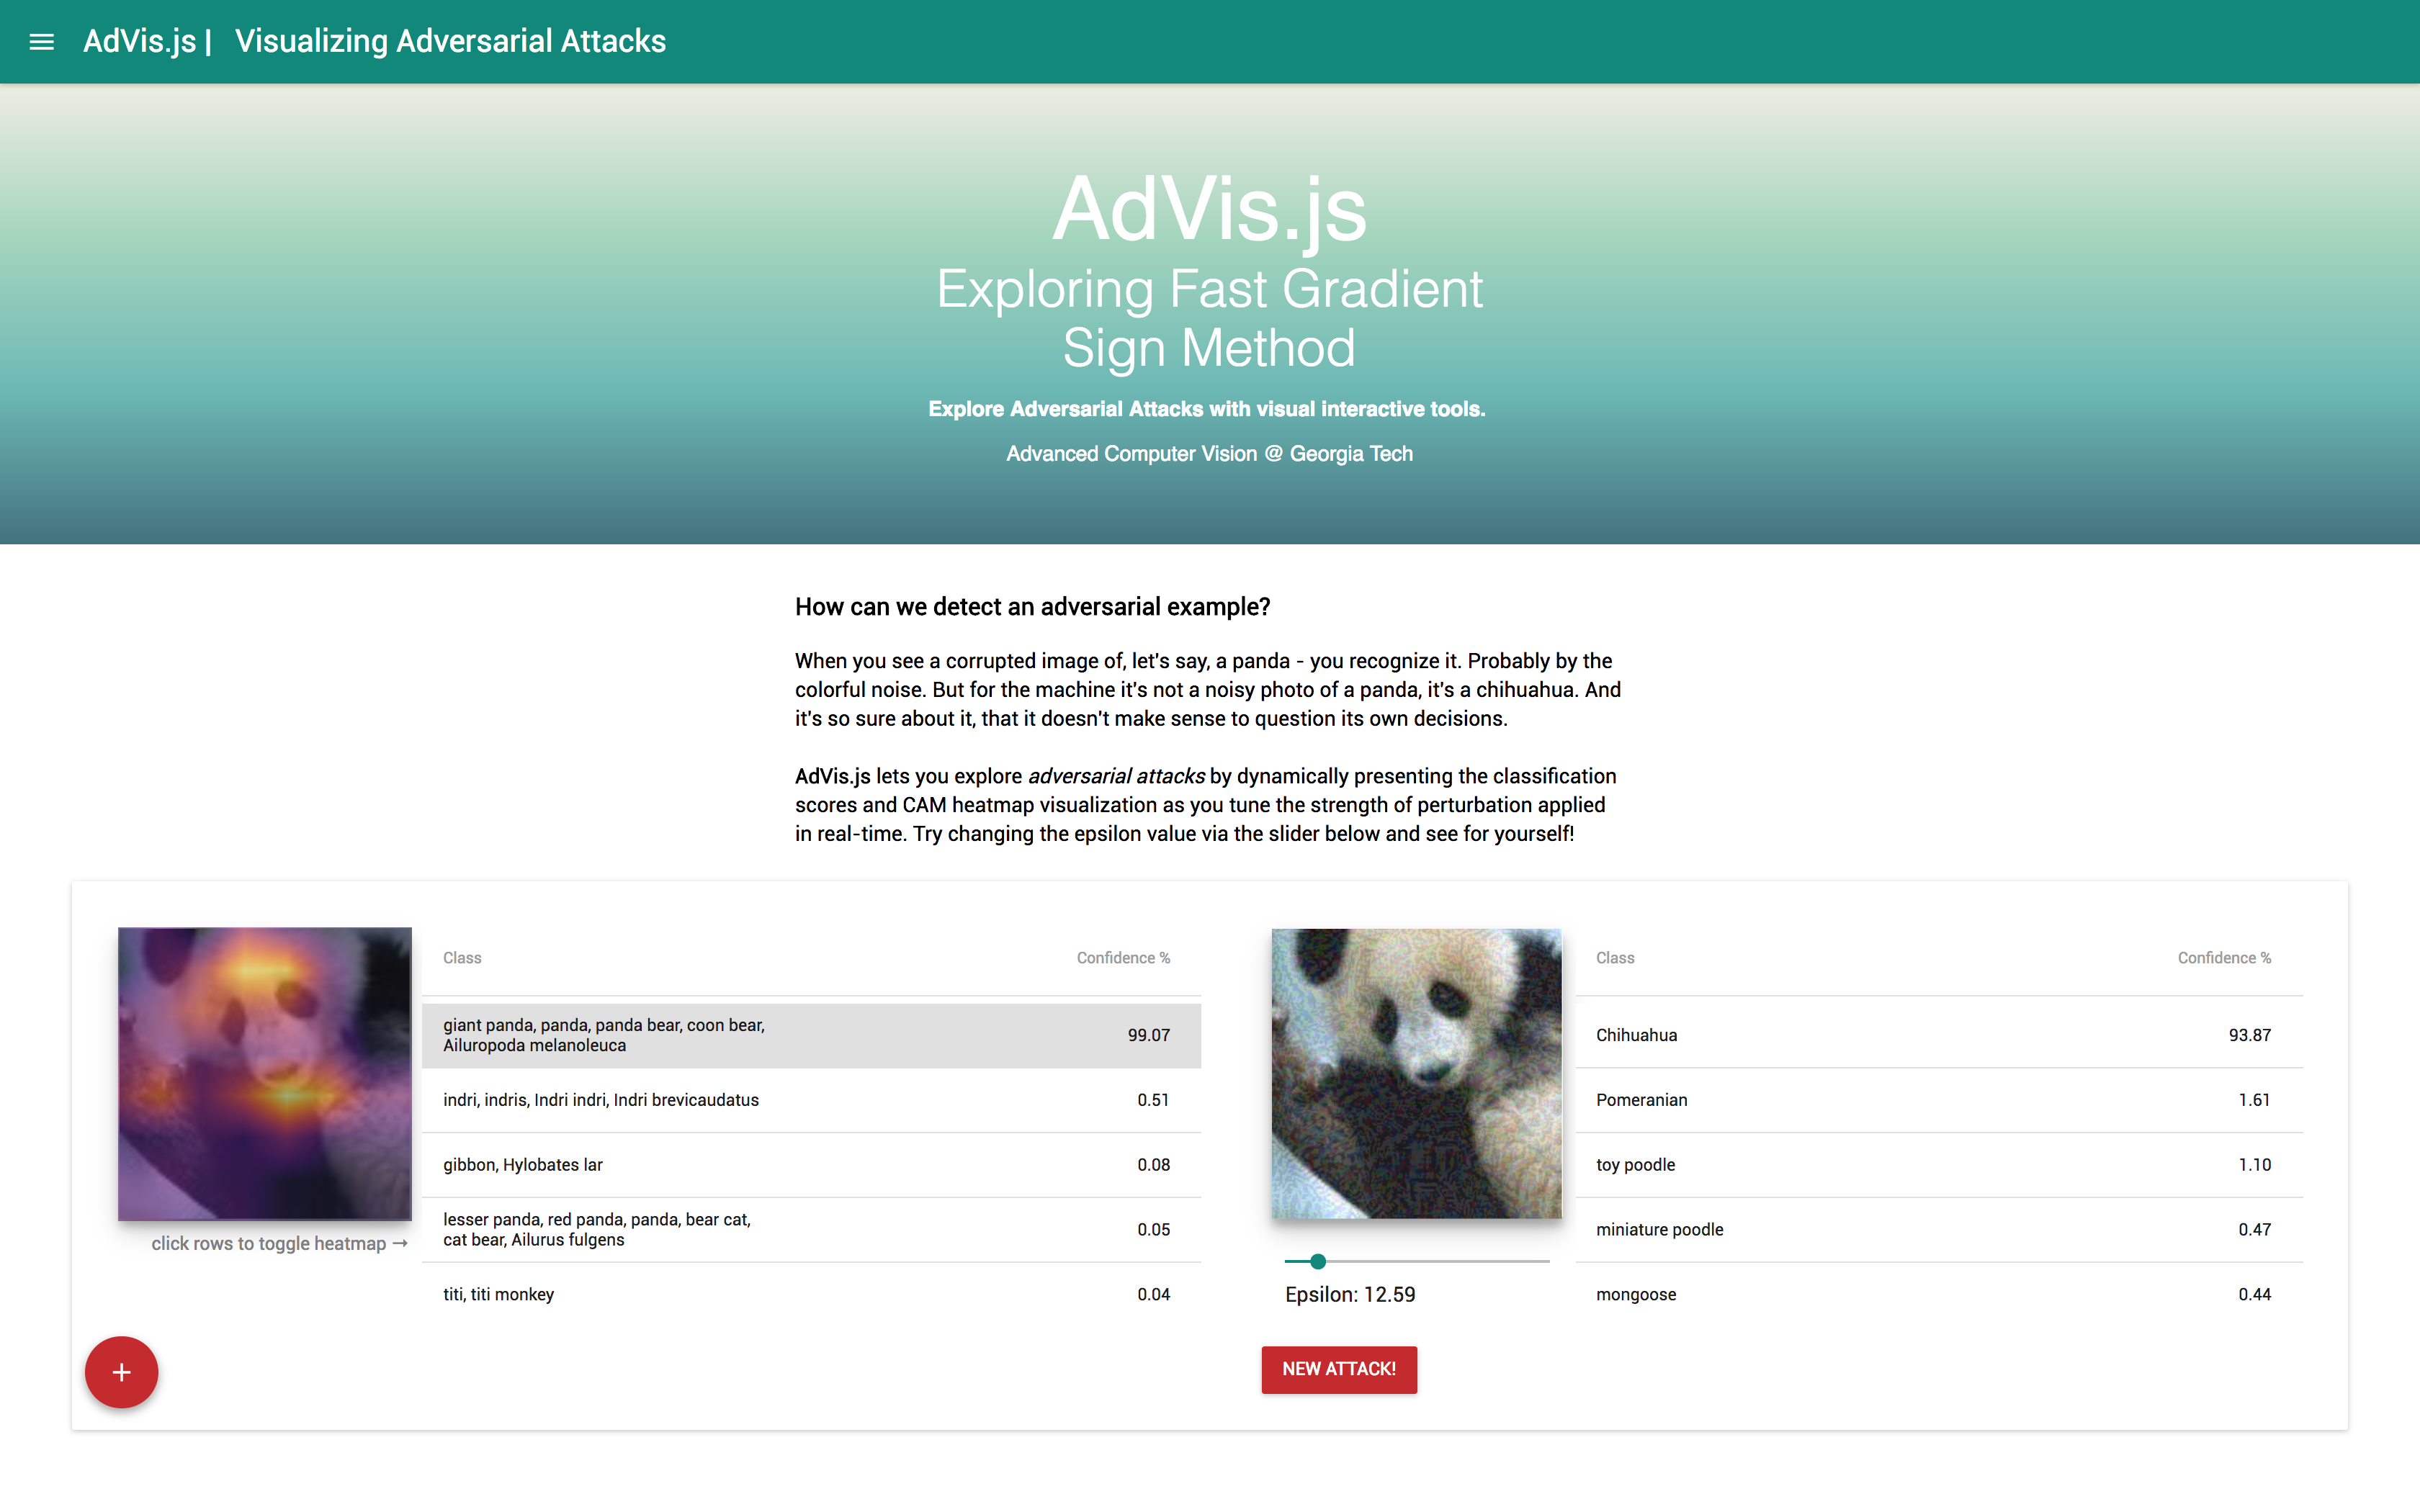 AdVis.js | Visualizing Adversarial Attacks
AdVis.js
Exploring Fast Gradient
Sign Method
Explore Adversarial Attacks with visual interactive tools.
Advanced Computer Vision @ Georgia Tech
How can we detect an adversarial example?
When you see a corrupted image of, let's say, a panda - you recognize it. Probably by the
colorful noise. But for the machine it's not a noisy photo of a panda, it's a chihuahua. And
it's so sure about it, that it doesn't make sense to question its own decisions.
AdVis.js lets you explore adversarial attacks by dynamically presenting the classification
scores and CAM heatmap visualization as you tune the strength of perturbation applied
in real-time. Try changing the epsilon value via the slider below and see for yourself!
Class Confidence %
giant panda, panda, panda bear, coon bear,
Ailuropoda melanoleuca 99.07
indri, indris, Indri indri, Indri brevicaudatus 0.51
gibbon, Hylobates lar 0.08
lesser panda, red panda, panda, bear cat,
cat bear, Ailurus fulgens 0.05
titi, titi monkey 0.04
click rows to toggle heatmap →
+
Class Confidence %
Chihuahua 93.87
Pomeranian 1.61
toy poodle 1.10
miniature poodle 0.47
mongoose 0.44
Epsilon: 12.59
NEW ATTACK!